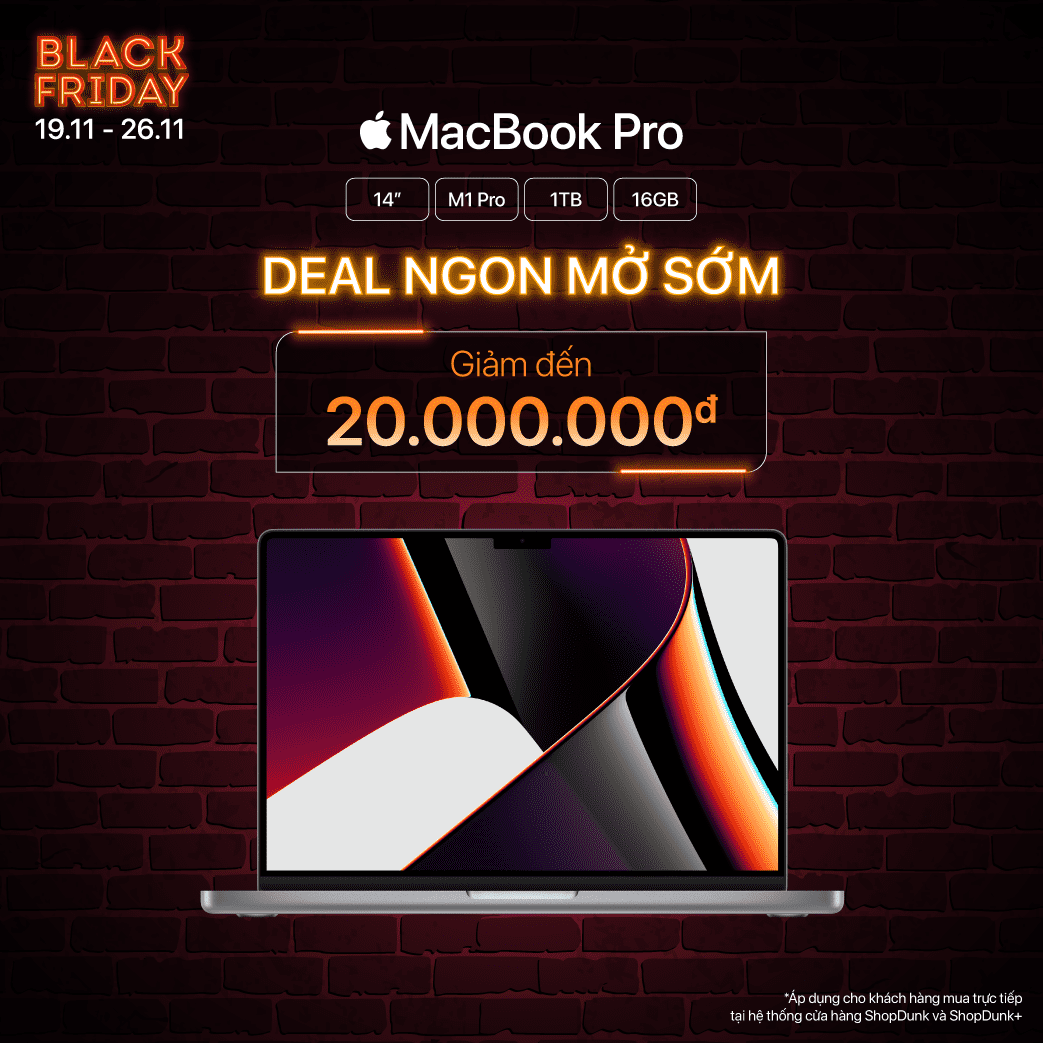 BLACK
FRIDAY
19.11 - 26.11
MacBook Pro
14”
M1 Pro
1TB
16GB
DEAL NGON MỞ SỚM
Giảm đến
20.000.000đ
*Áp dụng cho khách hàng mua trực tiếp
tại hệ thống cửa hàng ShopDunk và ShopDunk+